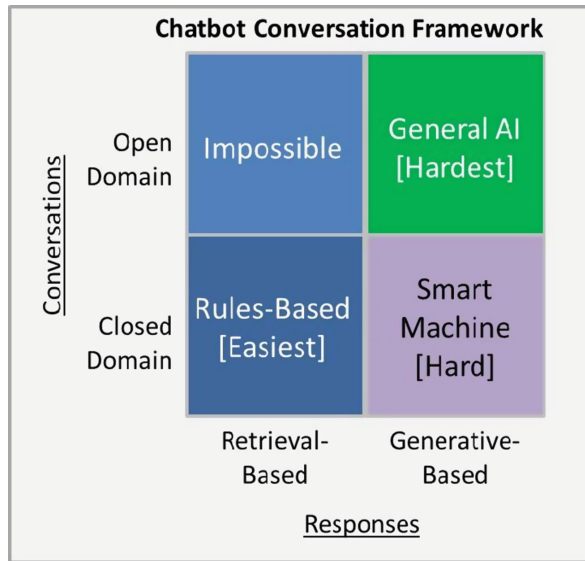 Chatbot Conversation Framework
Conversations
Open
Domain
Impossible
General AI
[Hardest]
Closed
Domain
Rules-Based
[Easiest]
Smart
Machine
[Hard]
Retrieval-
Based
Generative-
Based
Responses